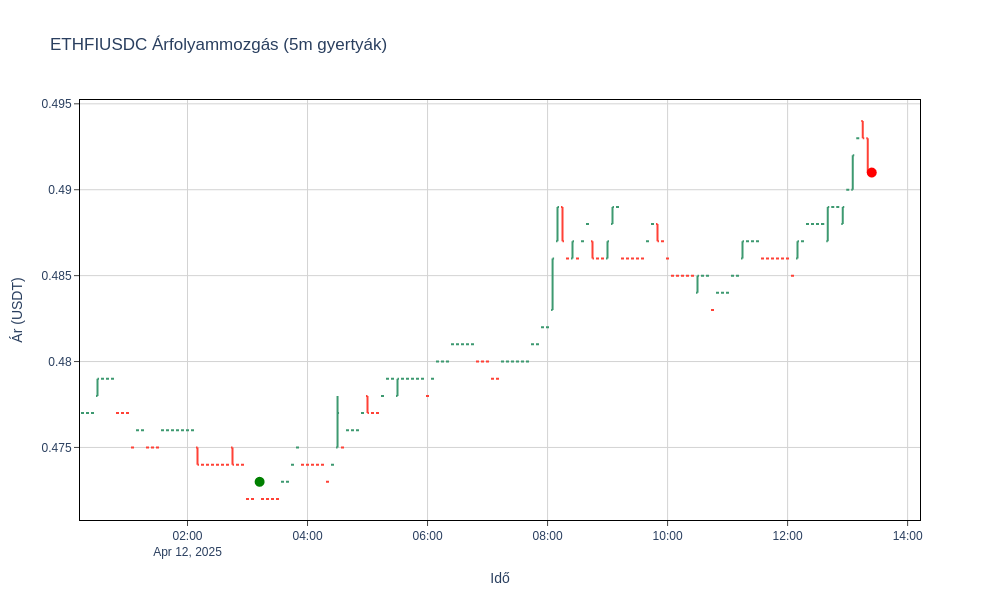 ETHFIUSDC Árfolyammozgás (5m gyertyák)
0.495
0.49
0.485
0.48
0.475
Ár (USDT)
02:00 04:00 06:00 08:00 10:00 12:00 14:00
Apr 12, 2025
Idő